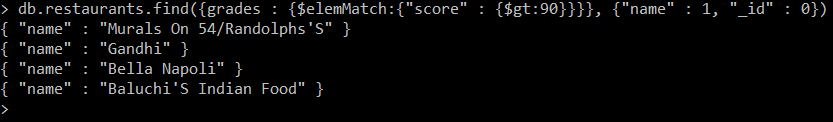 > db.restaurants.find({grades : {$elemMatch:{"score" : {$gt:90}}}}, {"name" : 1, "_id" : 0})
{ "name" : "Murals On 54/Randolphs'S" }
{ "name" : "Gandhi" }
{ "name" : "Bella Napoli" }
{ "name" : "Baluchi'S Indian Food" }
>